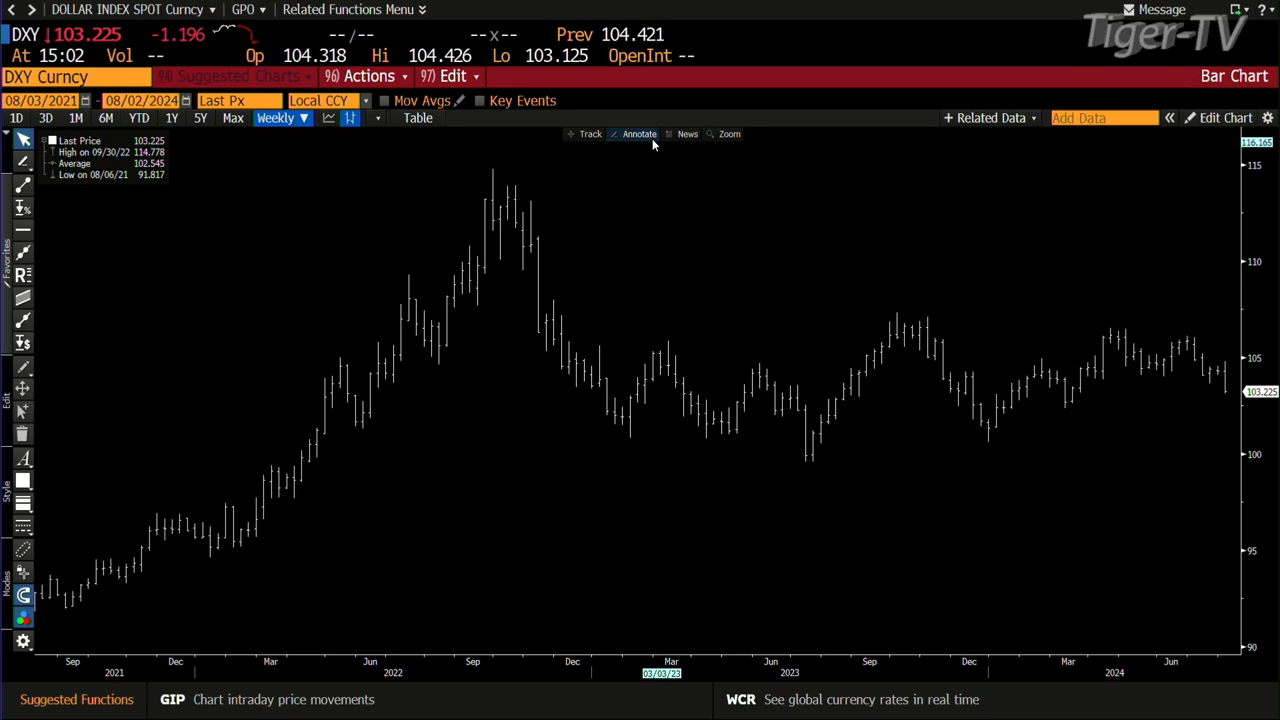 < > DOLLAR INDEX SPOT Curncy ▾ GPO ▾ Related Functions Menu Message ?
DXY ↓103.225 -1.196 -- / -- -- x -- Prev 104.421
At 15:02 Vol -- Op 104.318 Hi 104.426 Lo 103.125 OpenInt --
Tiger-TV
DXY Curncy 94) Suggested Charts 96) Actions 97) Edit Bar Chart
08/03/2021 - 08/02/2024 Last Px Local CCY Mov Avgs Key Events
1D 3D 1M 6M YTD 1Y 5Y Max Weekly ▼ Table + Related Data Add Data « Edit Chart
Track Annotate News Zoom
Last Price 103.225
High on 09/30/22 114.778
Average 102.545
Low on 08/06/21 91.817
116.165
115
110
105
103.225
100
95
90
Favorites
Edit
Style
Modes
Sep Dec Mar Jun Sep Dec Mar Jun Sep Dec Mar Jun
2021 2022 03/03/23 2023 2024
Suggested Functions GIP Chart intraday price movements WCR See global currency rates in real time